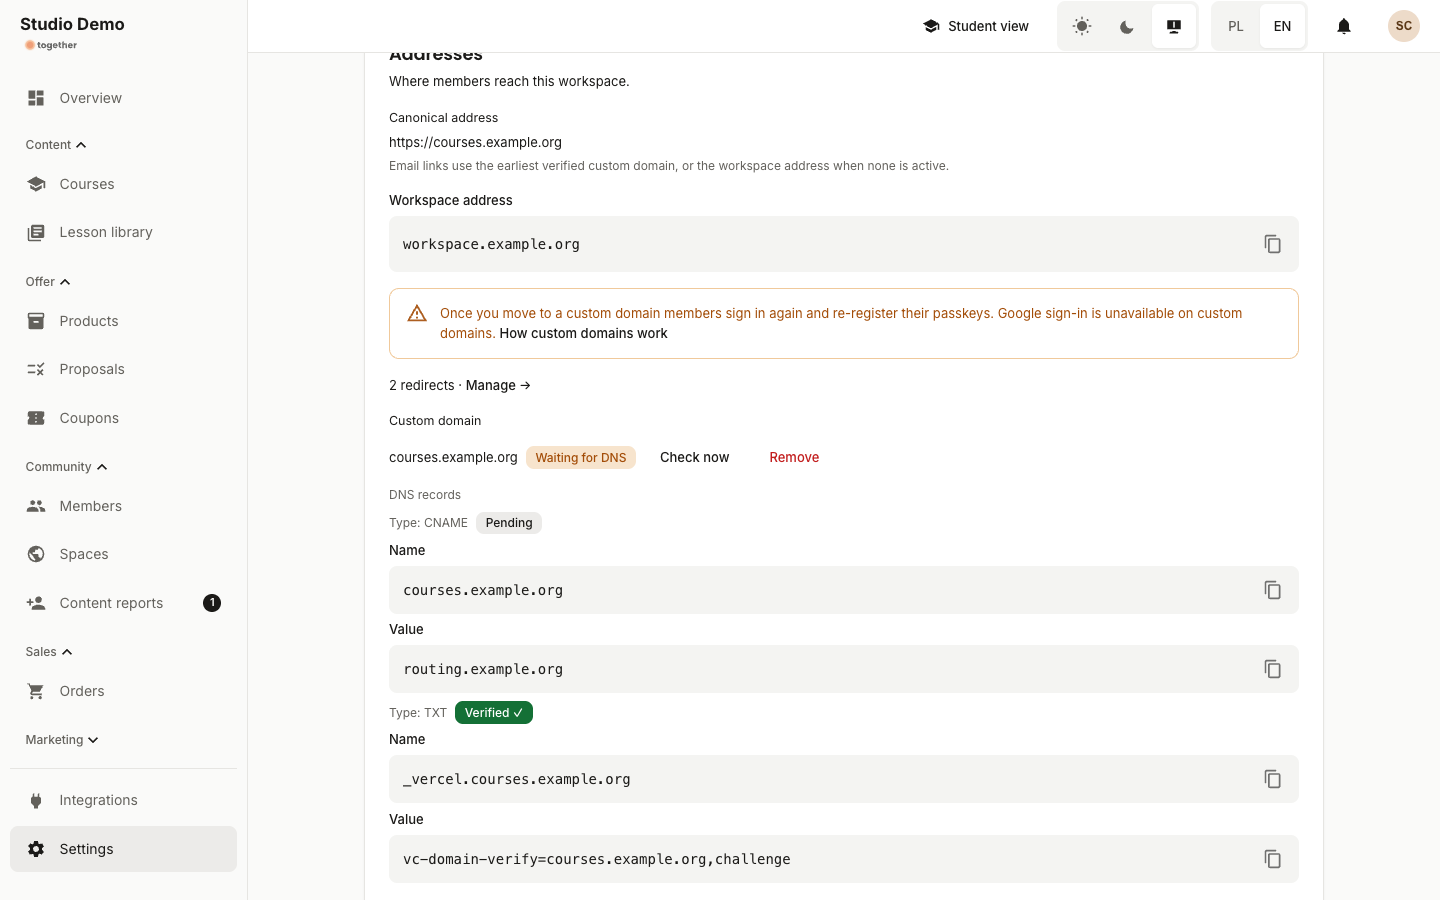 Studio Demo
together
Student view
PL
EN
SC
Overview
Content
Courses
Lesson library
Offer
Products
Proposals
Coupons
Community
Members
Spaces
Content reports
1
Sales
Orders
Marketing
Integrations
Settings
Addresses
Where members reach this workspace.
Canonical address
https://courses.example.org
Email links use the earliest verified custom domain, or the workspace address when none is active.
Workspace address
workspace.example.org
Once you move to a custom domain members sign in again and re-register their passkeys. Google sign-in is unavailable on custom
domains. How custom domains work
2 redirects · Manage →
Custom domain
courses.example.org Waiting for DNS Check now Remove
DNS records
Type: CNAME Pending
Name
courses.example.org
Value
routing.example.org
Type: TXT Verified ✓
Name
_vercel.courses.example.org
Value
vc-domain-verify=courses.example.org,challenge